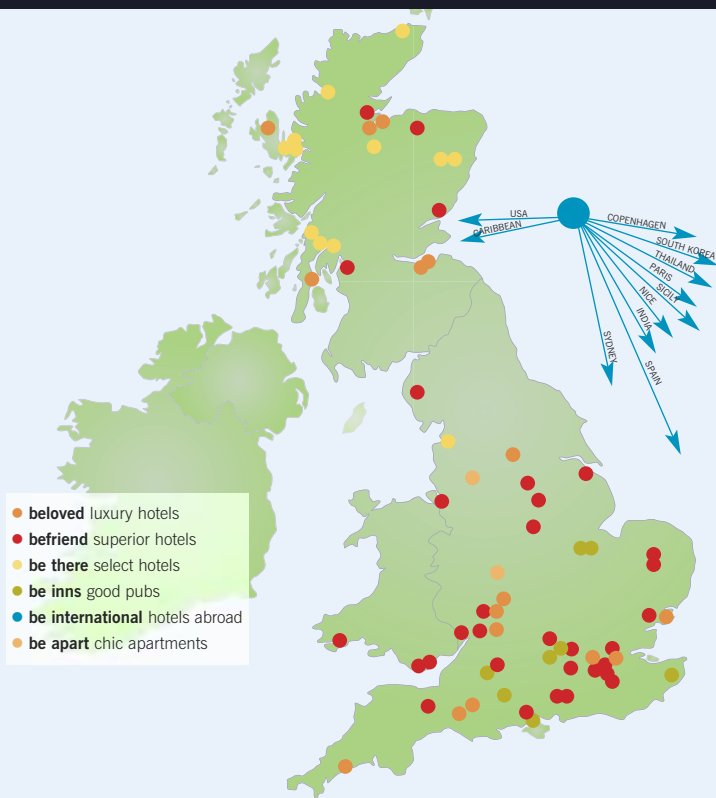 USA
CARIBBEAN
COPENHAGEN
SOUTH KOREA
THAILAND
PARIS
SICILY
NICE
INDIA
SYDNEY
SPAIN
beloved luxury hotels
befriend superior hotels
be there select hotels
be inns good pubs
be international hotels abroad
be apart chic apartments